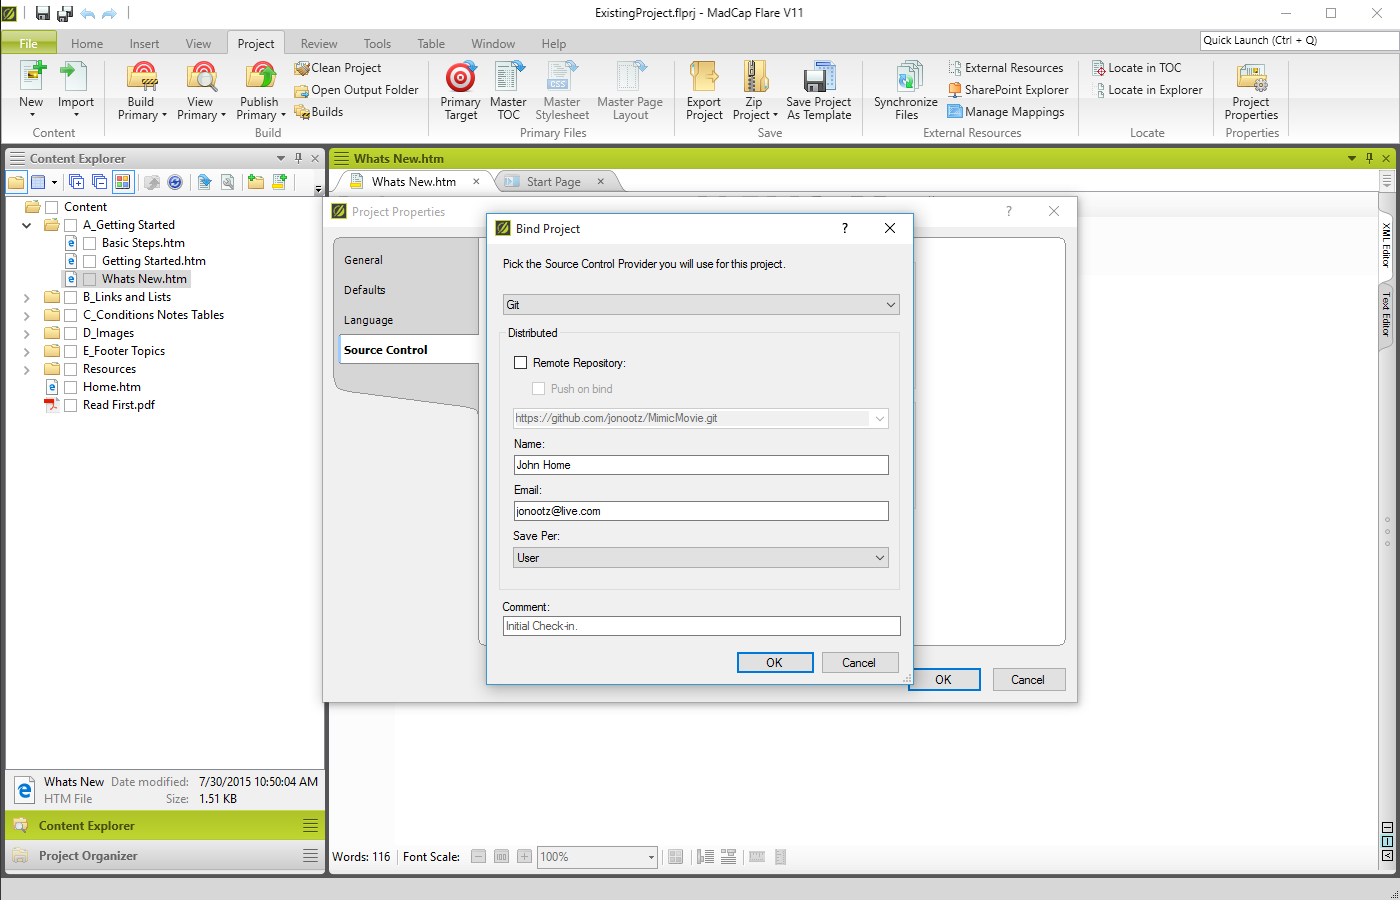 ExistingProject.flprj - MadCap Flare V11
File Home Insert View Project Review Tools Table Window Help
Quick Launch (Ctrl + Q)
New
Import
Content
Build Primary
View Primary
Publish Primary
Clean Project
Open Output Folder
Builds
Build
Primary Target
Master TOC
Master Stylesheet
Master Page Layout
Primary Files
Export Project
Zip Project
Save Project As Template
Save
Synchronize Files
External Resources
SharePoint Explorer
Manage Mappings
External Resources
Locate in TOC
Locate in Explorer
Locate
Project Properties
Properties
Content Explorer
Content
A_Getting Started
Basic Steps.htm
Getting Started.htm
Whats New.htm
B_Links and Lists
C_Conditions Notes Tables
D_Images
E_Footer Topics
Resources
Home.htm
Read First.pdf
Whats New Date modified: 7/30/2015 10:50:04 AM
HTM File Size: 1.51 KB
Content Explorer
Project Organizer
Whats New.htm
Whats New.htm
Start Page
XML Editor
Text Editor
Project Properties
?
General
Defaults
Language
Source Control
OK
Cancel
Bind Project
?
Pick the Source Control Provider you will use for this project.
Git
Distributed
Remote Repository:
Push on bind
https://github.com/jonootz/MimicMovie.git
Name:
John Home
Email:
jonootz@live.com
Save Per:
User
Comment:
Initial Check-in.
OK
Cancel
Words: 116 Font Scale: 100%